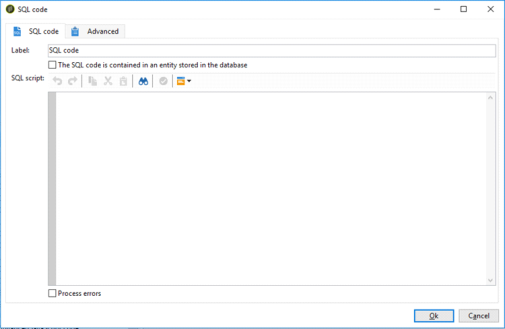 SQL code
SQL code Advanced
Label: SQL code
The SQL code is contained in an entity stored in the database
SQL script:
Process errors
Ok Cancel